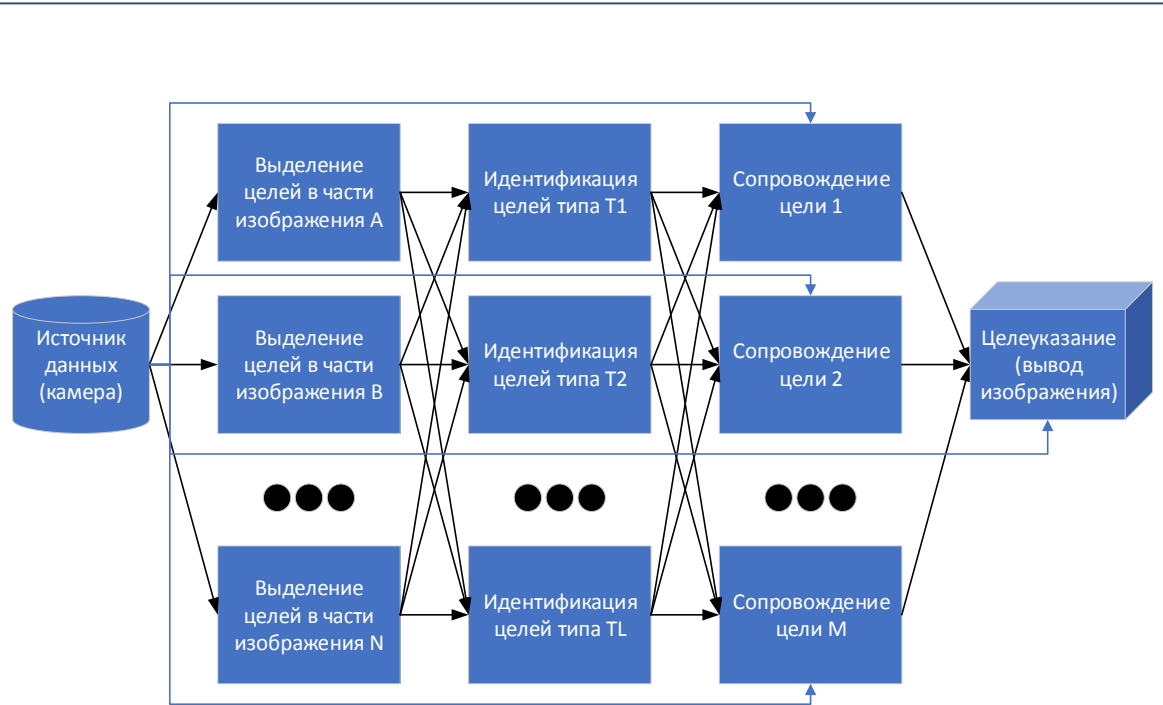 Источник
данных
(камера)
Выделение
целей в части
изображения A
Выделение
целей в части
изображения B
Выделение
целей в части
изображения N
Идентификация
целей типа T1
Идентификация
целей типа T2
Идентификация
целей типа TL
Сопровождение
цели 1
Сопровождение
цели 2
Сопровождение
цели M
Целеуказание
(вывод
изображения)